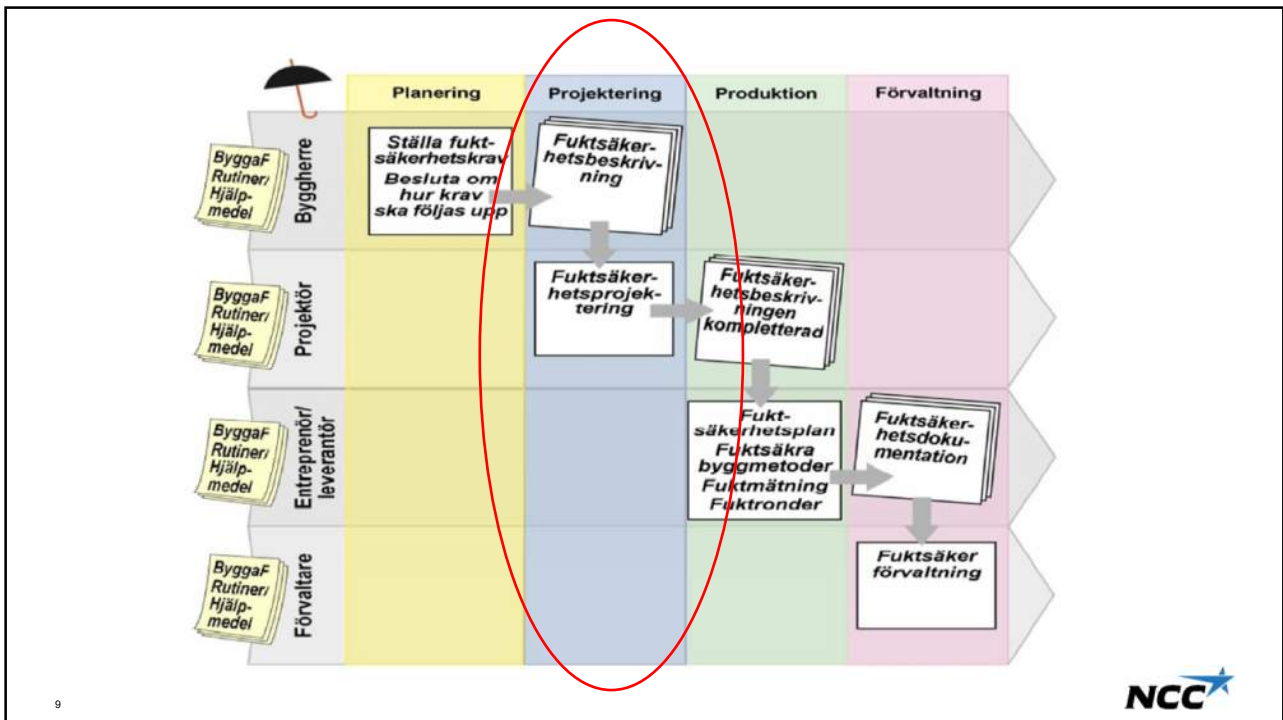 Planering
Projektering
Produktion
Förvaltning
ByggaF
Rutiner/
Hjälp-
medel
Byggherre
Ställa fukt-
säkerhetskrav
Besluta om
hur krav
ska följas upp
Fuktsäker-
hetsbeskriv-
ning
ByggaF
Rutiner/
Hjälp-
medel
Projektör
Fuktsäker-
hetsprojek-
tering
Fuktsäker-
hetsbeskriv-
ningen
kompletterad
ByggaF
Rutiner/
Hjälp-
medel
Entreprenör/
leverantör
Fukt-
säkerhetsplan
Fuktsäkra
byggmetoder
Fuktmätning
Fuktronder
Fuktsäker-
hetsdoku-
mentation
ByggaF
Rutiner/
Hjälp-
medel
Förvaltare
Fuktsäker
förvaltning
9
NCC